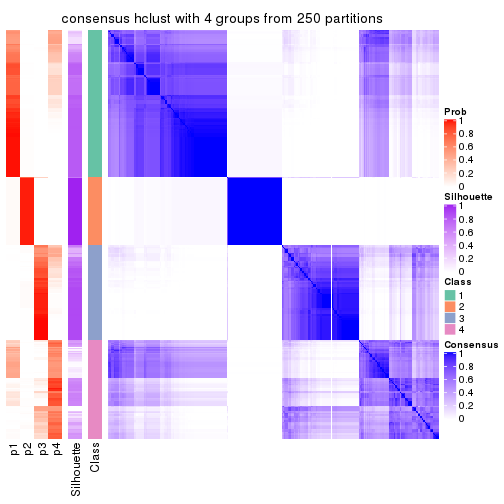 consensus hclust with 4 groups from 250 partitions
Prob
1
0.8
0.6
0.4
0.2
0
Silhouette
1
0.8
0.6
0.4
0.2
0
Class
1
2
3
4
Consensus
1
0.8
0.6
0.4
0.2
0
p1
p2
p3
p4
Silhouette
Class